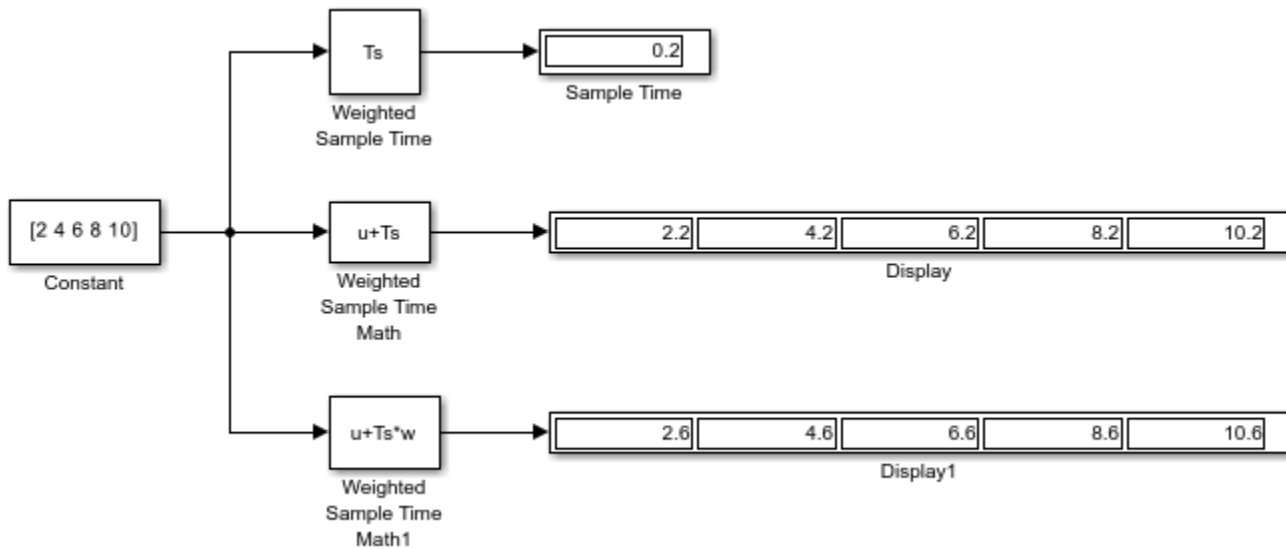 Ts
0.2
Weighted
Sample Time
Sample Time
[2 4 6 8 10]
Constant
u+Ts
2.2 4.2 6.2 8.2 10.2
Weighted
Sample Time
Math
Display
u+Ts*w
2.6 4.6 6.6 8.6 10.6
Weighted
Sample Time
Math1
Display1